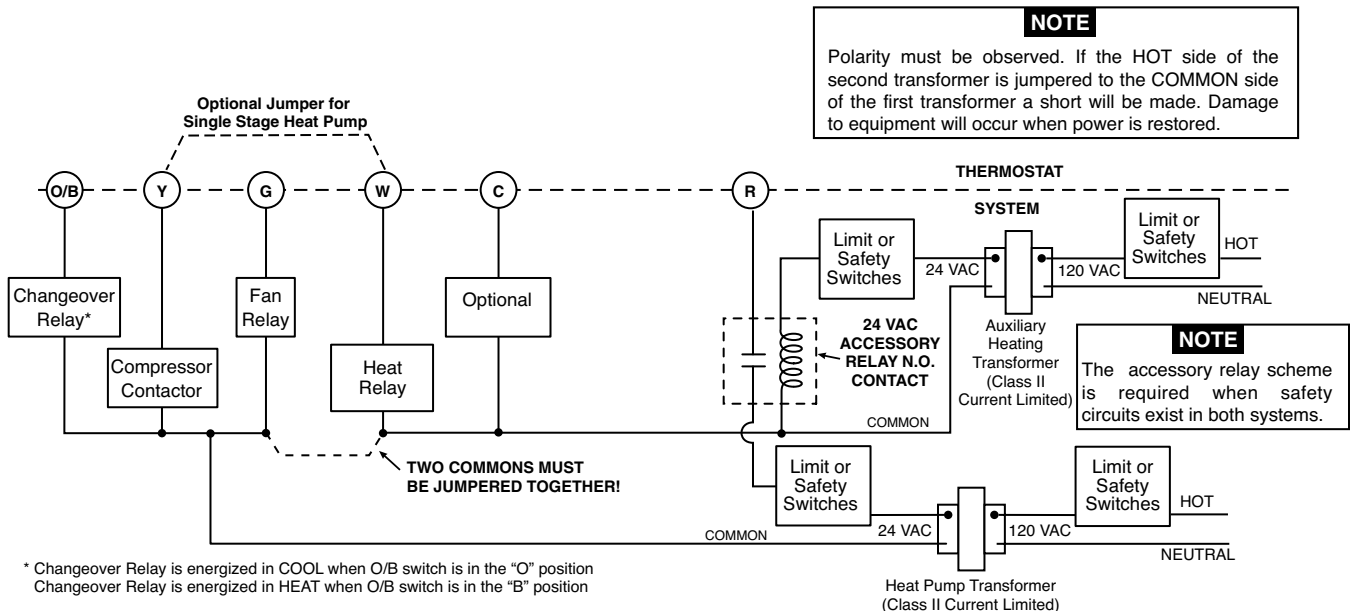 NOTE
Polarity must be observed. If the HOT side of the
second transformer is jumpered to the COMMON side
of the first transformer a short will be made. Damage
to equipment will occur when power is restored.
Optional Jumper for
Single Stage Heat Pump
THERMOSTAT
O/B
Y
G
W
C
R
SYSTEM
Limit or
Safety
Switches
24 VAC
120 VAC
Limit or
Safety
Switches
HOT
NEUTRAL
Changeover
Relay*
Fan
Relay
Optional
Compressor
Contactor
Heat
Relay
24 VAC
ACCESSORY
RELAY N.O.
CONTACT
Auxiliary
Heating
Transformer
(Class II
Current Limited)
NOTE
The accessory relay scheme
is required when safety
circuits exist in both systems.
COMMON
TWO COMMONS MUST
BE JUMPERED TOGETHER!
Limit or
Safety
Switches
Limit or
Safety
Switches
HOT
COMMON
24 VAC
120 VAC
NEUTRAL
* Changeover Relay is energized in COOL when O/B switch is in the “O” position
Changeover Relay is energized in HEAT when O/B switch is in the “B” position
Heat Pump Transformer
(Class II Current Limited)